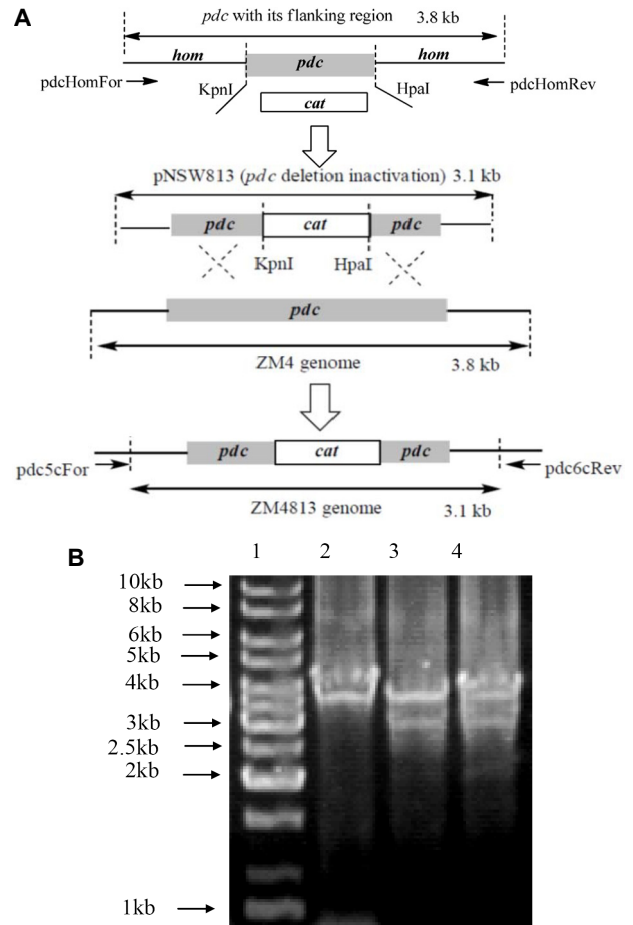 A
pdc with its flanking region 3.8 kb
hom pdc hom
pdcHomFor KpnI cat HpaI pdcHomRev
pNSW813 (pdc deletion inactivation) 3.1 kb
pdc cat pdc
KpnI HpaI
pdc
ZM4 genome 3.8 kb
pdc cat pdc
pdc5cFor pdc6cRev
ZM4813 genome 3.1 kb
B
1 2 3 4
10kb
8kb
6kb
5kb
4kb
3kb
2.5kb
2kb
1kb